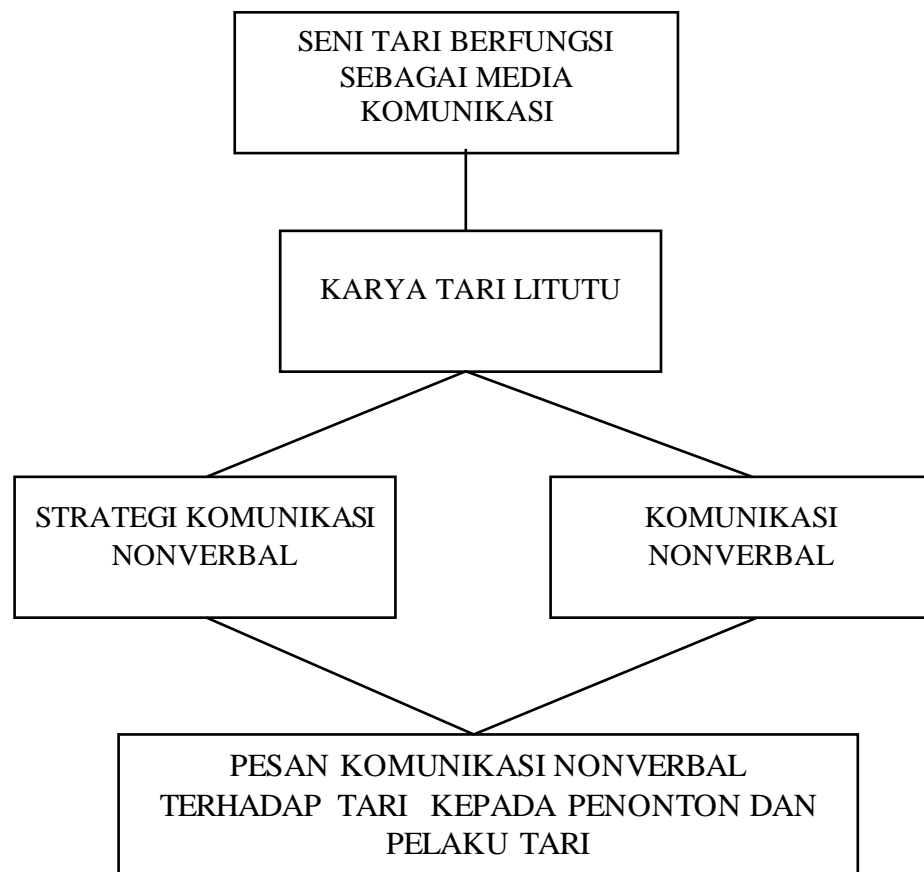 SENI TARI BERFUNGSI
SEBAGAI MEDIA
KOMUNIKASI
KARYA TARI LITUTU
STRATEGI KOMUNIKASI
NONVERBAL
KOMUNIKASI
NONVERBAL
PESAN KOMUNIKASI NONVERBAL
TERHADAP TARI KEPADA PENONTON DAN
PELAKU TARI